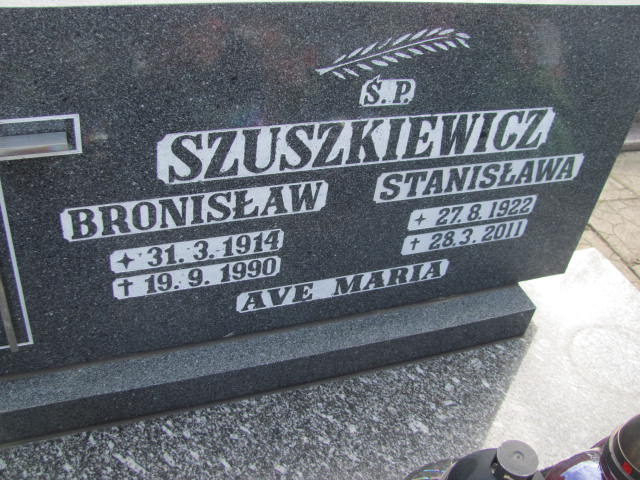 Ś.P.
SZUSZKIEWICZ
BRONISŁAW
✦ 31.3.1914
† 19.9.1990
STANISŁAWA
✦ 27.8.1922
† 28.3.2011
AVE MARIA